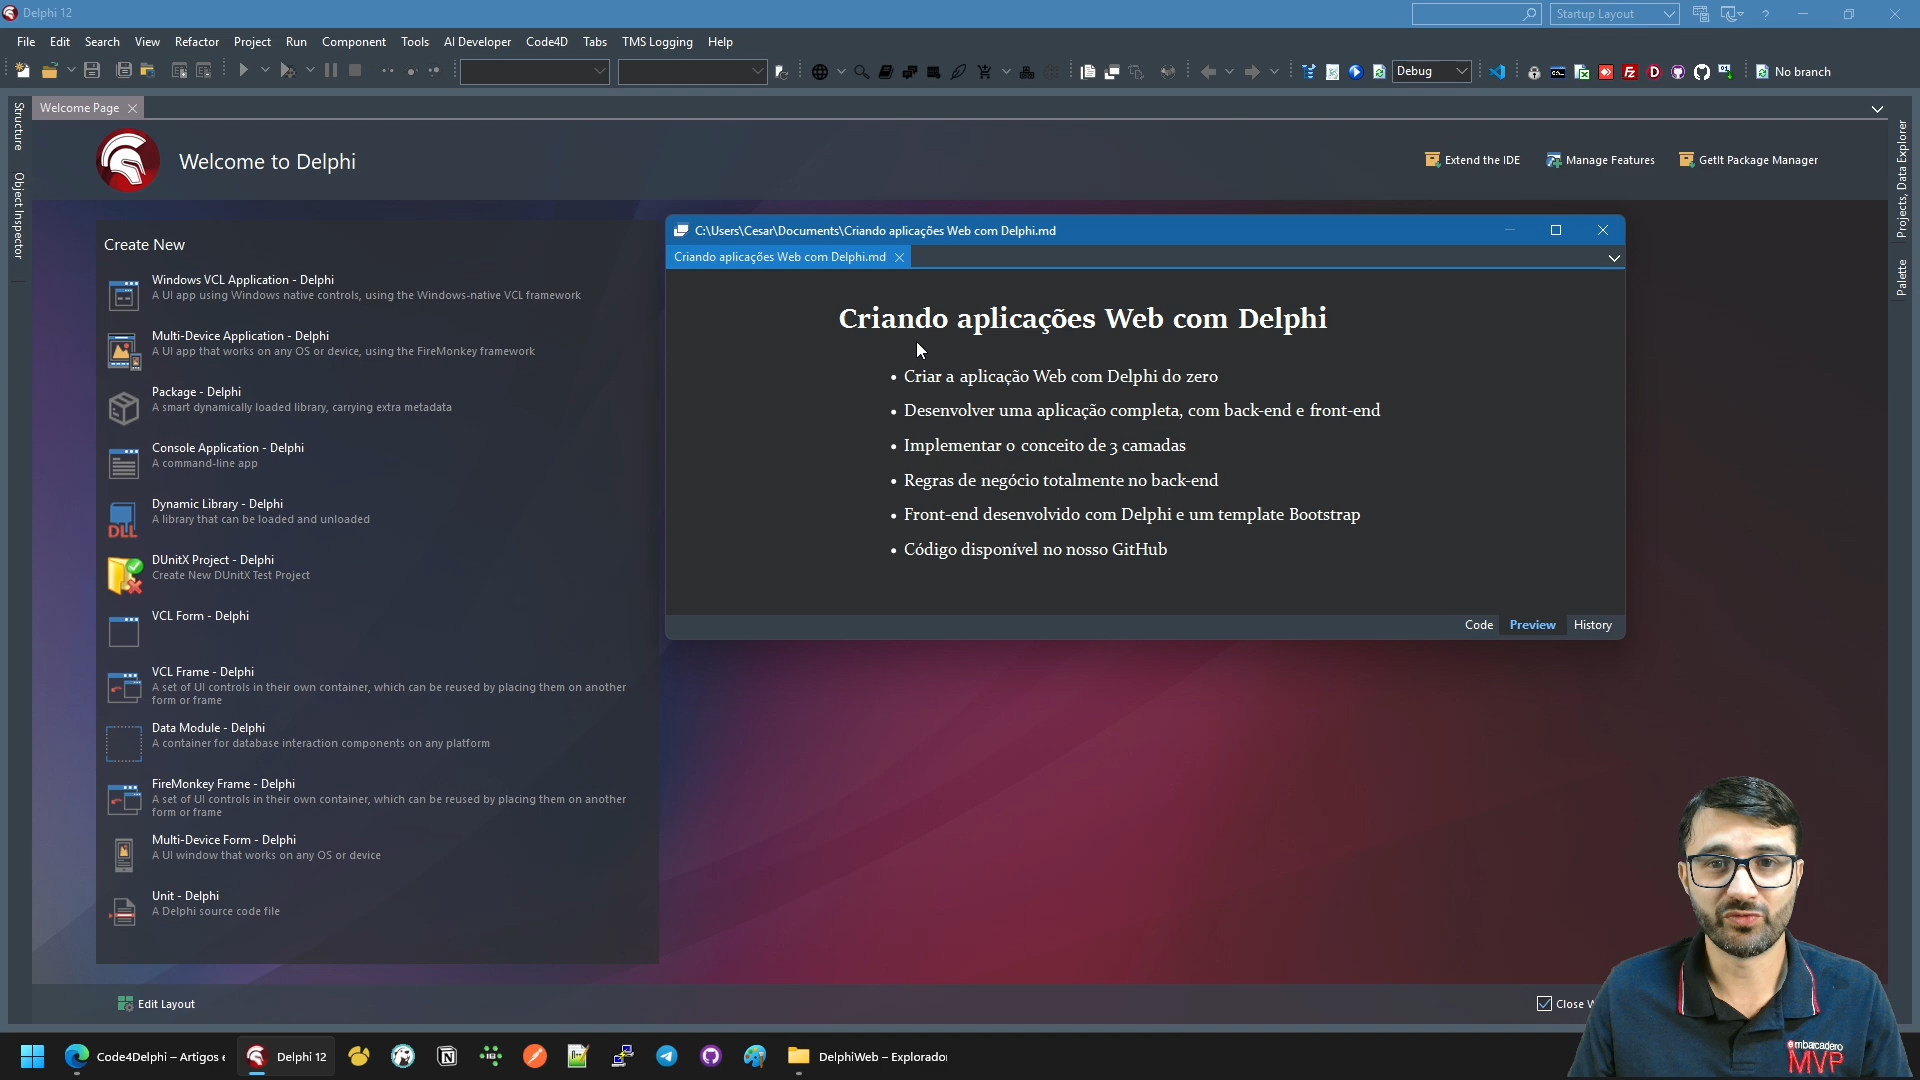 Delphi 12
Startup Layout
?
File Edit Search View Refactor Project Run Component Tools AI Developer Code4D Tabs TMS Logging Help
Debug
No branch
Welcome Page
Structure
Object Inspector
Projects, Data Explorer
Palette
Welcome to Delphi
Extend the IDE
Manage Features
GetIt Package Manager
Create New
Windows VCL Application - Delphi
A UI app using Windows native controls, using the Windows-native VCL framework
Multi-Device Application - Delphi
A UI app that works on any OS or device, using the FireMonkey framework
Package - Delphi
A smart dynamically loaded library, carrying extra metadata
Console Application - Delphi
A command-line app
DLL
Dynamic Library - Delphi
A library that can be loaded and unloaded
DUnitX Project - Delphi
Create New DUnitX Test Project
VCL Form - Delphi
VCL Frame - Delphi
A set of UI controls in their own container, which can be reused by placing them on another
form or frame
Data Module - Delphi
A container for database interaction components on any platform
FireMonkey Frame - Delphi
A set of UI controls in their own container, which can be reused by placing them on another
form or frame
Multi-Device Form - Delphi
A UI window that works on any OS or device
Unit - Delphi
A Delphi source code file
C:\Users\Cesar\Documents\Criando aplicações Web com Delphi.md
Criando aplicações Web com Delphi.md
Criando aplicações Web com Delphi
• Criar a aplicação Web com Delphi do zero
• Desenvolver uma aplicação completa, com back-end e front-end
• Implementar o conceito de 3 camadas
• Regras de negócio totalmente no back-end
• Front-end desenvolvido com Delphi e um template Bootstrap
• Código disponível no nosso GitHub
Code Preview History
Edit Layout
Close W
embarcadero
MVP
Code4Delphi – Artigos e
Delphi 12
DelphiWeb – Explorador